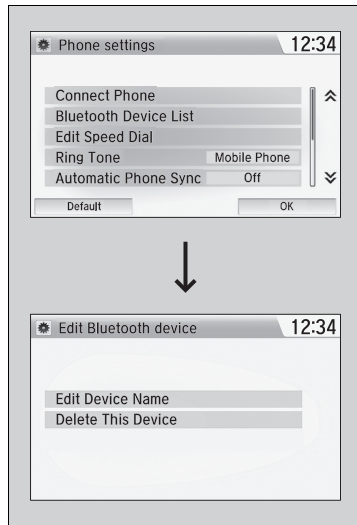 Phone settings 12:34
Connect Phone
Bluetooth Device List
Edit Speed Dial
Ring Tone Mobile Phone
Automatic Phone Sync Off
Default OK
Edit Bluetooth device 12:34
Edit Device Name
Delete This Device